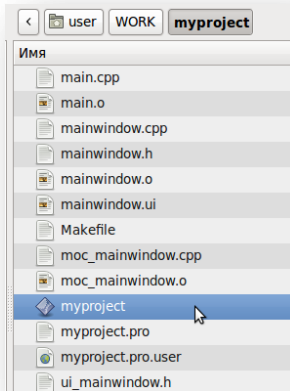 user WORK myproject
Имя
main.cpp
main.o
mainwindow.cpp
mainwindow.h
mainwindow.o
mainwindow.ui
Makefile
moc_mainwindow.cpp
moc_mainwindow.o
myproject
myproject.pro
myproject.pro.user
ui_mainwindow.h